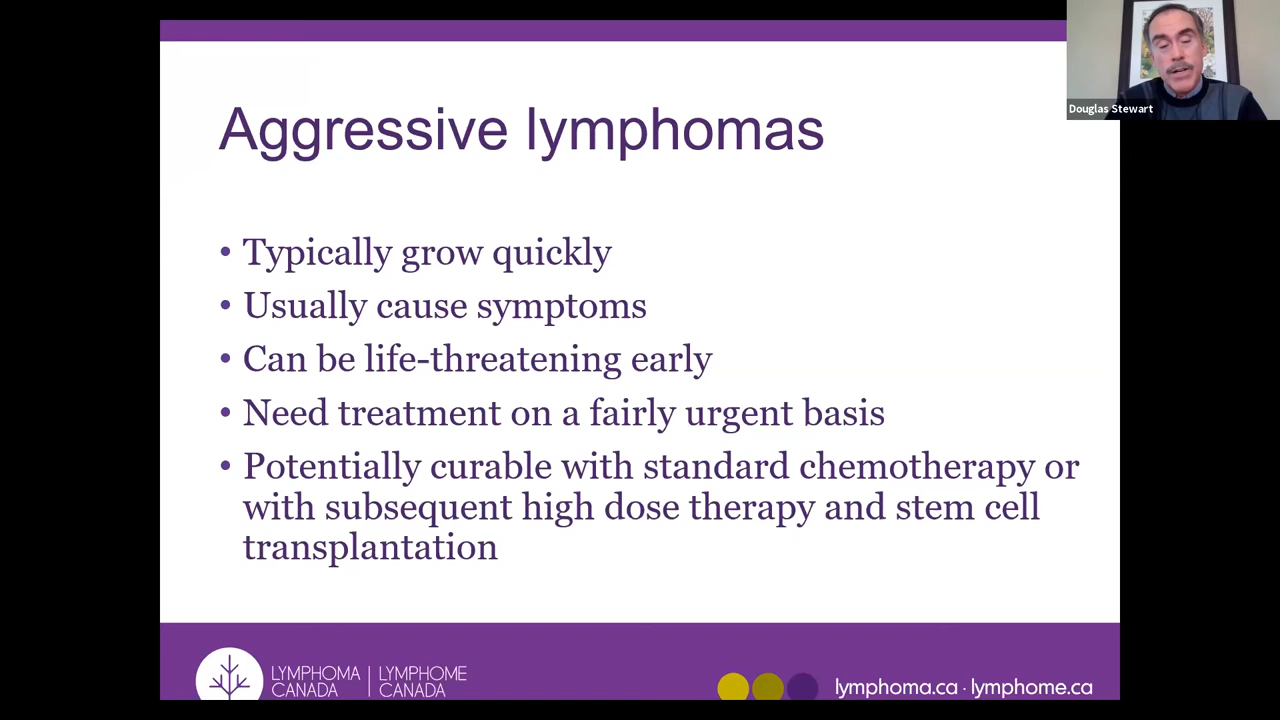 Douglas Stewart
Aggressive lymphomas
• Typically grow quickly
• Usually cause symptoms
• Can be life-threatening early
• Need treatment on a fairly urgent basis
• Potentially curable with standard chemotherapy or
with subsequent high dose therapy and stem cell
transplantation
LYMPHOMA | LYMPHOME
CANADA | CANADA
lymphoma.ca · lymphome.ca